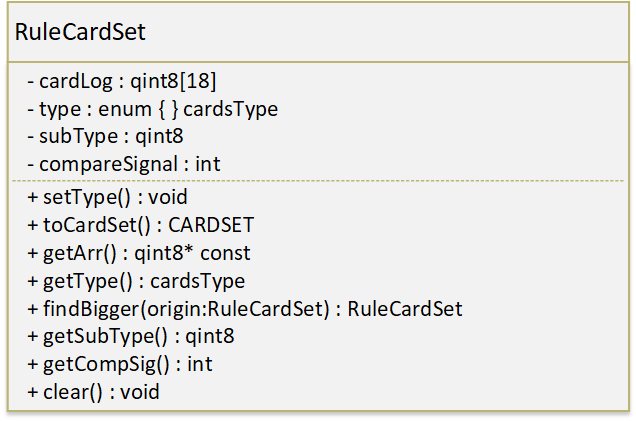 RuleCardSet
- cardLog : qint8[18]
- type : enum { } cardsType
- subType : qint8
- compareSignal : int
+ setType() : void
+ toCardSet() : CARDSET
+ getArr() : qint8* const
+ getType() : cardsType
+ findBigger(origin:RuleCardSet) : RuleCardSet
+ getSubType() : qint8
+ getCompSig() : int
+ clear() : void